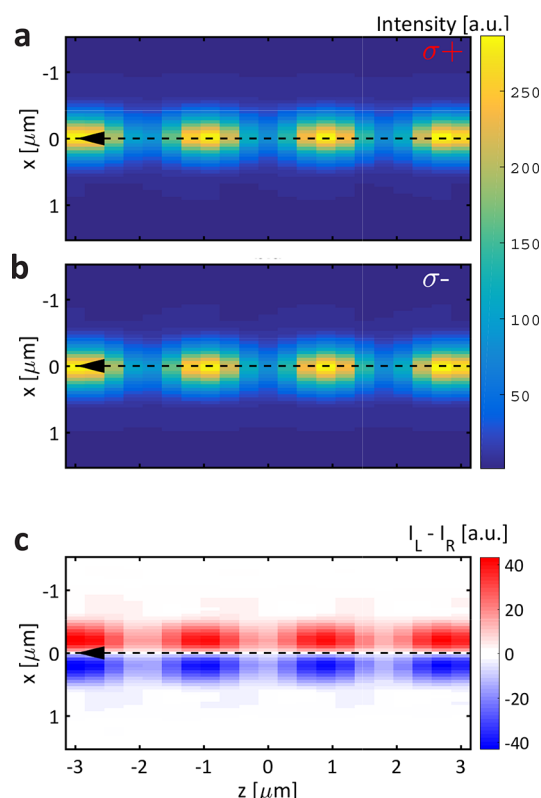 a
Intensity [a.u.]
σ+
-1
0
1
x [μm]
250
200
150
100
50
b
σ-
-1
0
1
x [μm]
c
I_L - I_R [a.u.]
-1
0
1
x [μm]
40
20
0
-20
-40
-3 -2 -1 0 1 2 3
z [μm]